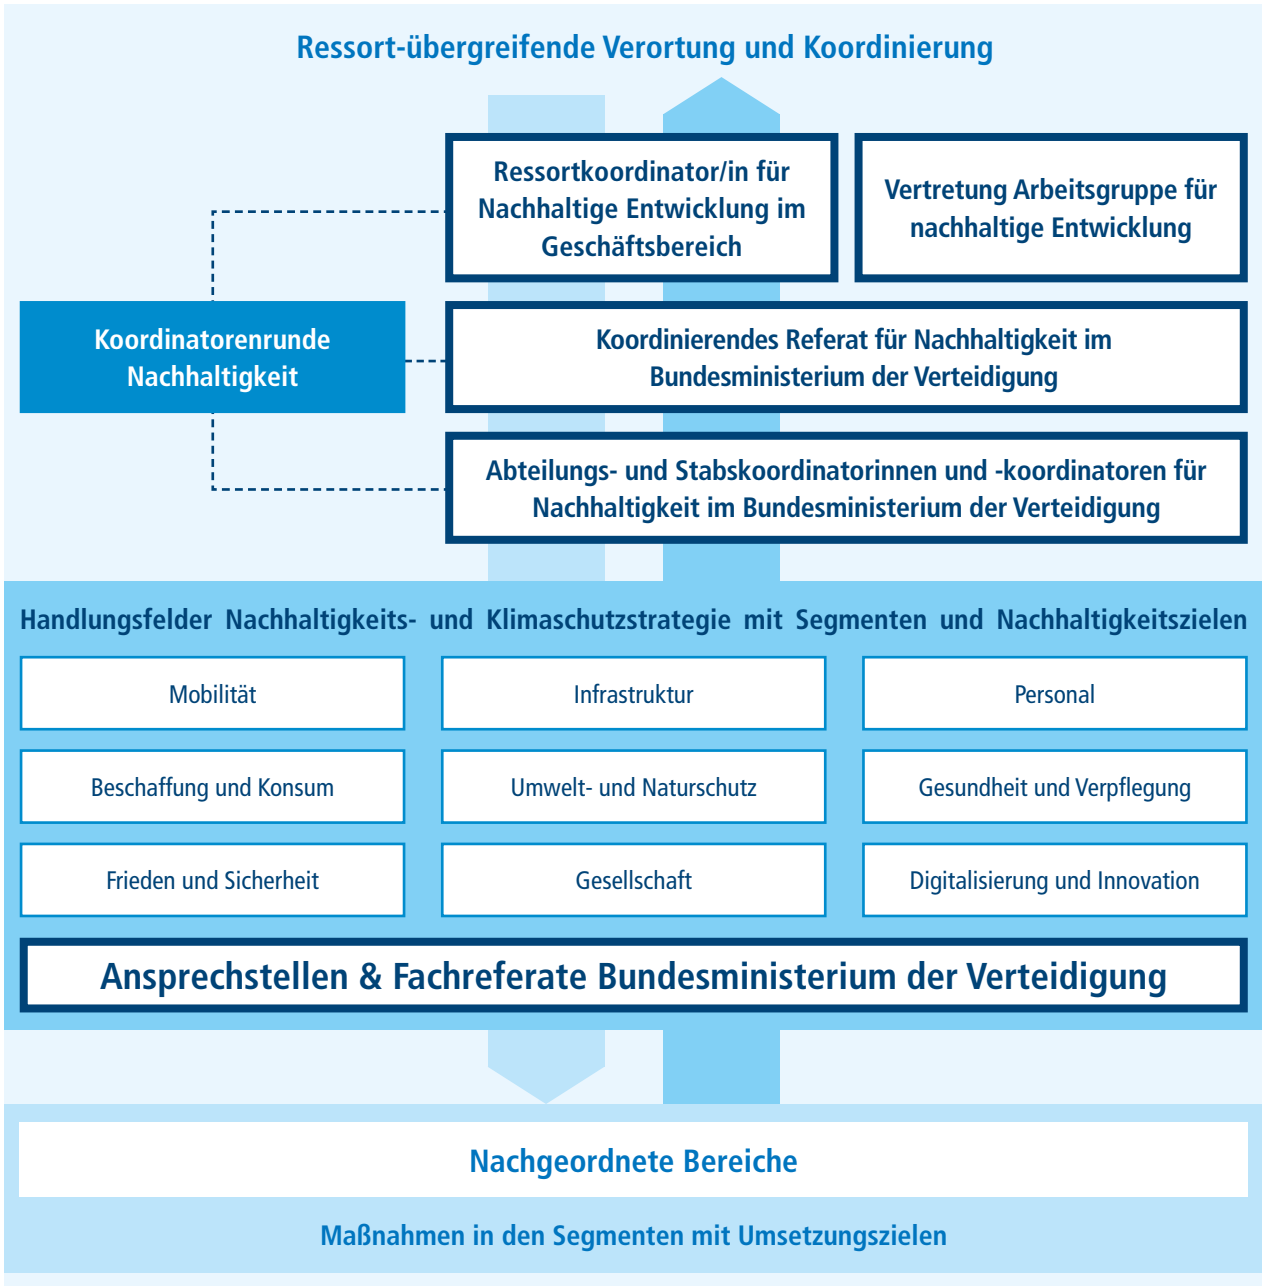 Ressort-übergreifende Verortung und Koordinierung
Ressortkoordinator/in für
Nachhaltige Entwicklung im
Geschäftsbereich
Vertretung Arbeitsgruppe für
nachhaltige Entwicklung
Koordinatorenrunde
Nachhaltigkeit
Koordinierendes Referat für Nachhaltigkeit im
Bundesministerium der Verteidigung
Abteilungs- und Stabskoordinatorinnen und -koordinatoren für
Nachhaltigkeit im Bundesministerium der Verteidigung
Handlungsfelder Nachhaltigkeits- und Klimaschutzstrategie mit Segmenten und Nachhaltigkeitszielen
Mobilität
Infrastruktur
Personal
Beschaffung und Konsum
Umwelt- und Naturschutz
Gesundheit und Verpflegung
Frieden und Sicherheit
Gesellschaft
Digitalisierung und Innovation
Ansprechstellen & Fachreferate Bundesministerium der Verteidigung
Nachgeordnete Bereiche
Maßnahmen in den Segmenten mit Umsetzungszielen